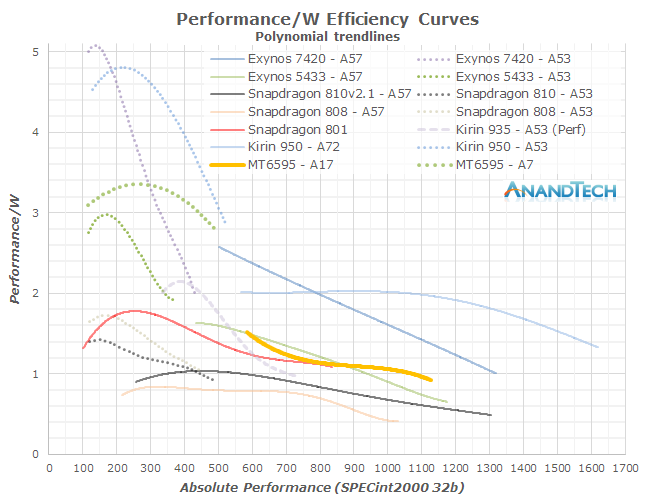 Performance/W Efficiency Curves
Polynomial trendlines
Exynos 7420 - A57
Exynos 7420 - A53
Exynos 5433 - A57
Exynos 5433 - A53
Snapdragon 810v2.1 - A57
Snapdragon 810 - A53
Snapdragon 808 - A57
Snapdragon 808 - A53
Snapdragon 801
Kirin 935 - A53 (Perf)
Kirin 950 - A72
Kirin 950 - A53
MT6595 - A17
MT6595 - A7
ANANDTECH
Performance/W
5
4
3
2
1
0
0 100 200 300 400 500 600 700 800 900 1000 1100 1200 1300 1400 1500 1600 1700
Absolute Performance (SPECint2000 32b)